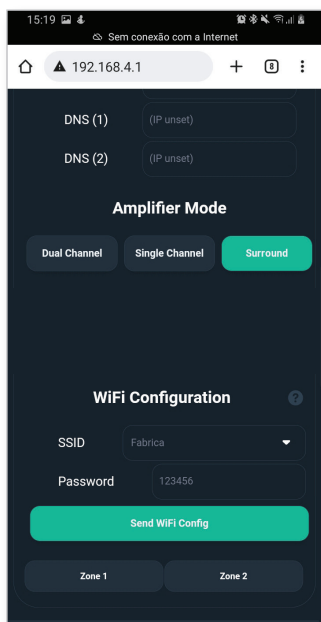 15:19
Sem conexão com a Internet
192.168.4.1 8
DNS (1) (IP unset)
DNS (2) (IP unset)
Amplifier Mode
Dual Channel Single Channel Surround
WiFi Configuration ?
SSID Fabrica
Password 123456
Send WiFi Config
Zone 1 Zone 2